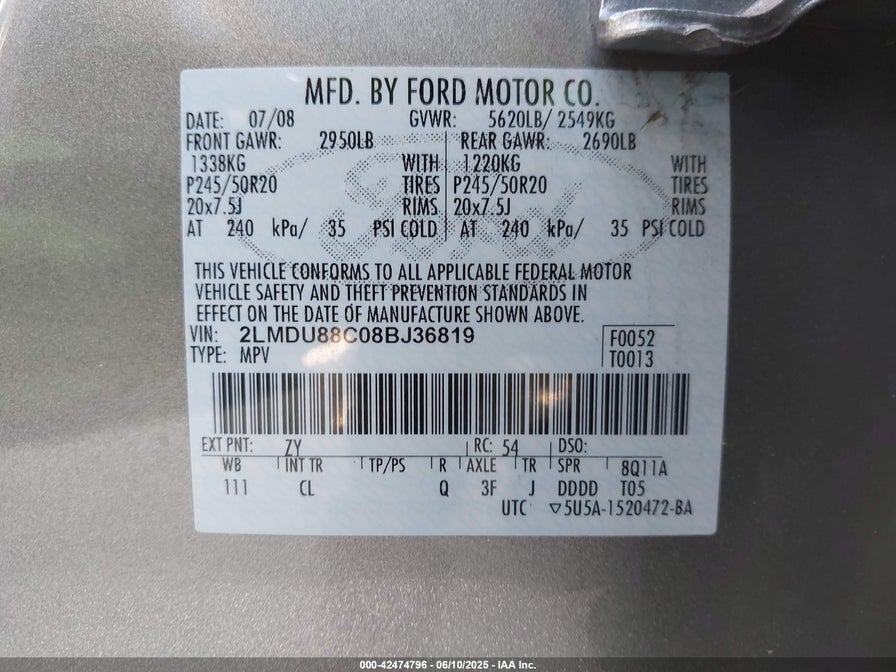 MFD. BY FORD MOTOR CO.
DATE: 07/08 GVWR: 5620LB/ 2549KG
FRONT GAWR: 2950LB REAR GAWR: 2690LB
1338KG WITH 1220KG WITH
P245/50R20 TIRES P245/50R20 TIRES
20x7.5J RIMS 20x7.5J RIMS
AT 240 kPa/ 35 PSI COLD AT 240 kPa/ 35 PSI COLD
THIS VEHICLE CONFORMS TO ALL APPLICABLE FEDERAL MOTOR
VEHICLE SAFETY AND THEFT PREVENTION STANDARDS IN
EFFECT ON THE DATE OF MANUFACTURE SHOWN ABOVE.
VIN: 2LMDU88C08BJ36819 F0052
TYPE: MPV T0013
EXT PNT: ZY RC: 54 DSO:
WB INT TR TP/PS R AXLE TR SPR 8Q11A
111 CL Q 3F J DDDD T05
UTC ▽5U5A-1520472-BA
000-42474796 - 06/10/2025 - IAA Inc.